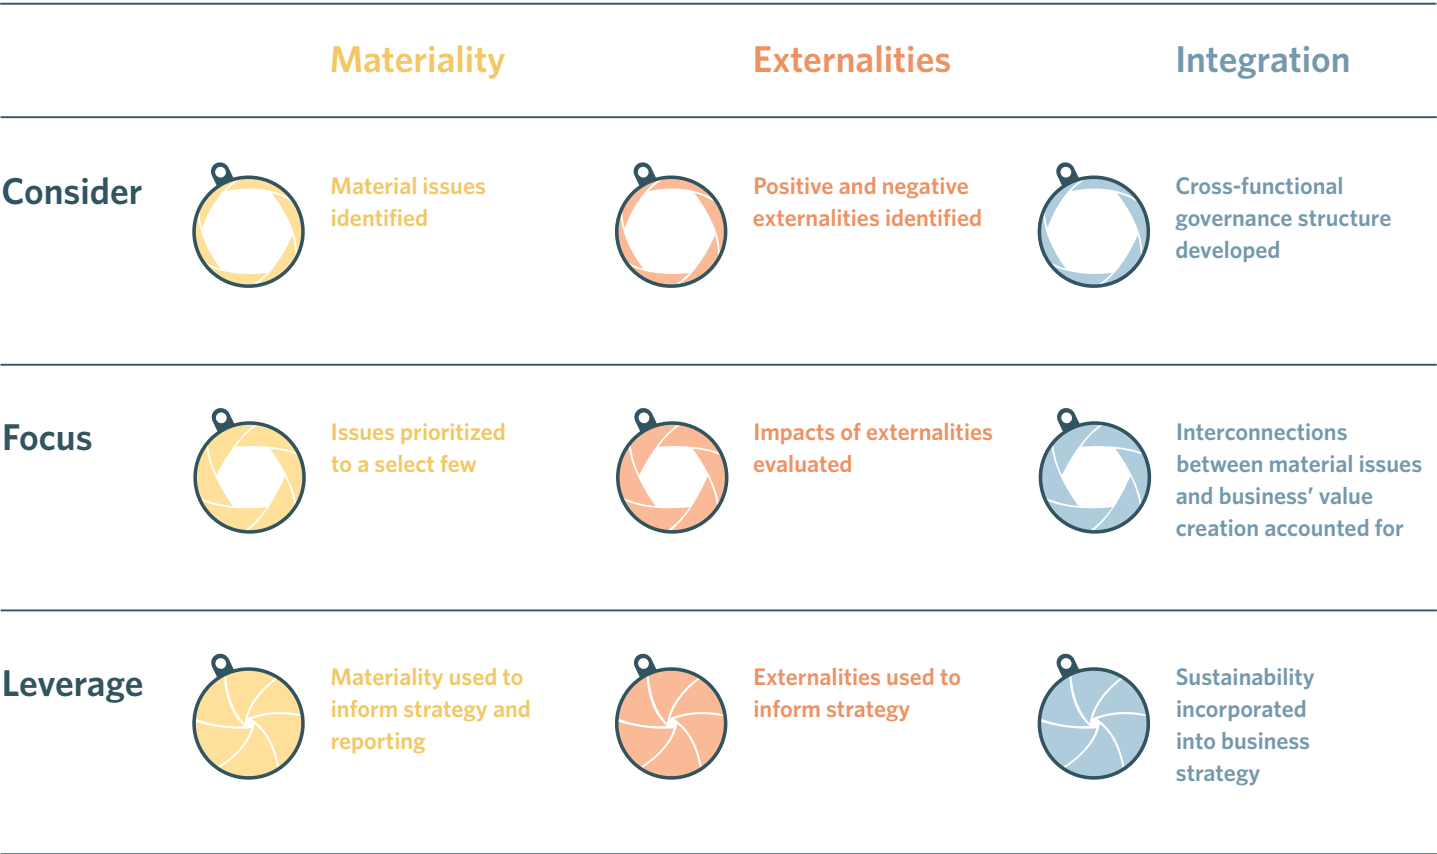 Materiality
Externalities
Integration
Consider
Material issues
identified
Positive and negative
externalities identified
Cross-functional
governance structure
developed
Focus
Issues prioritized
to a select few
Impacts of externalities
evaluated
Interconnections
between material issues
and business’ value
creation accounted for
Leverage
Materiality used to
inform strategy and
reporting
Externalities used to
inform strategy
Sustainability
incorporated
into business
strategy